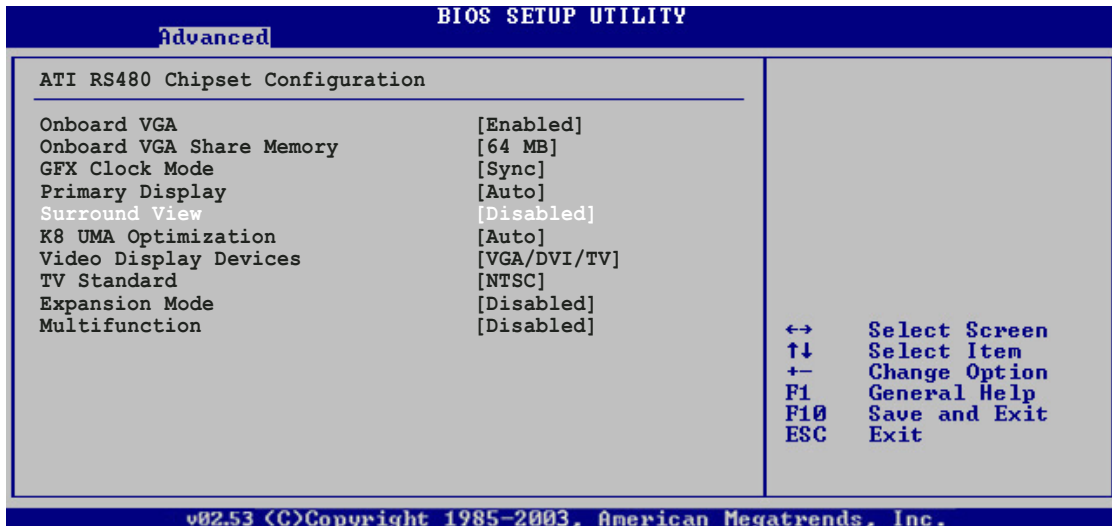 BIOS SETUP UTILITY
Advanced
ATI RS480 Chipset Configuration
Onboard VGA [Enabled]
Onboard VGA Share Memory [64 MB]
GFX Clock Mode [Sync]
Primary Display [Auto]
Surround View [Disabled]
K8 UMA Optimization [Auto]
Video Display Devices [VGA/DVI/TV]
TV Standard [NTSC]
Expansion Mode [Disabled]
Multifunction [Disabled]
←→ Select Screen
↑↓ Select Item
+− Change Option
F1 General Help
F10 Save and Exit
ESC Exit
v02.53 (C)Copyright 1985-2003, American Megatrends, Inc.